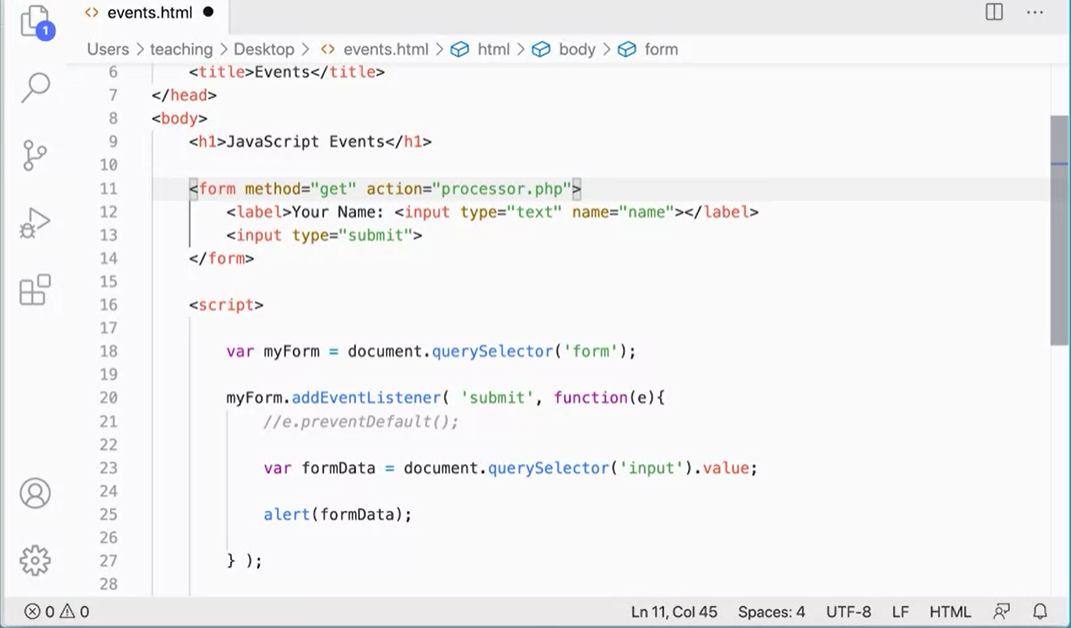 events.html
1
Users > teaching > Desktop > events.html > html > body > form
6 <title>Events</title>
7 </head>
8 <body>
9 <h1>JavaScript Events</h1>
10
11 <form method="get" action="processor.php">
12 <label>Your Name: <input type="text" name="name"></label>
13 <input type="submit">
14 </form>
15
16 <script>
17
18 var myForm = document.querySelector('form');
19
20 myForm.addEventListener( 'submit', function(e){
21 //e.preventDefault();
22
23 var formData = document.querySelector('input').value;
24
25 alert(formData);
26
27 } );
28
0 0 Ln 11, Col 45 Spaces: 4 UTF-8 LF HTML